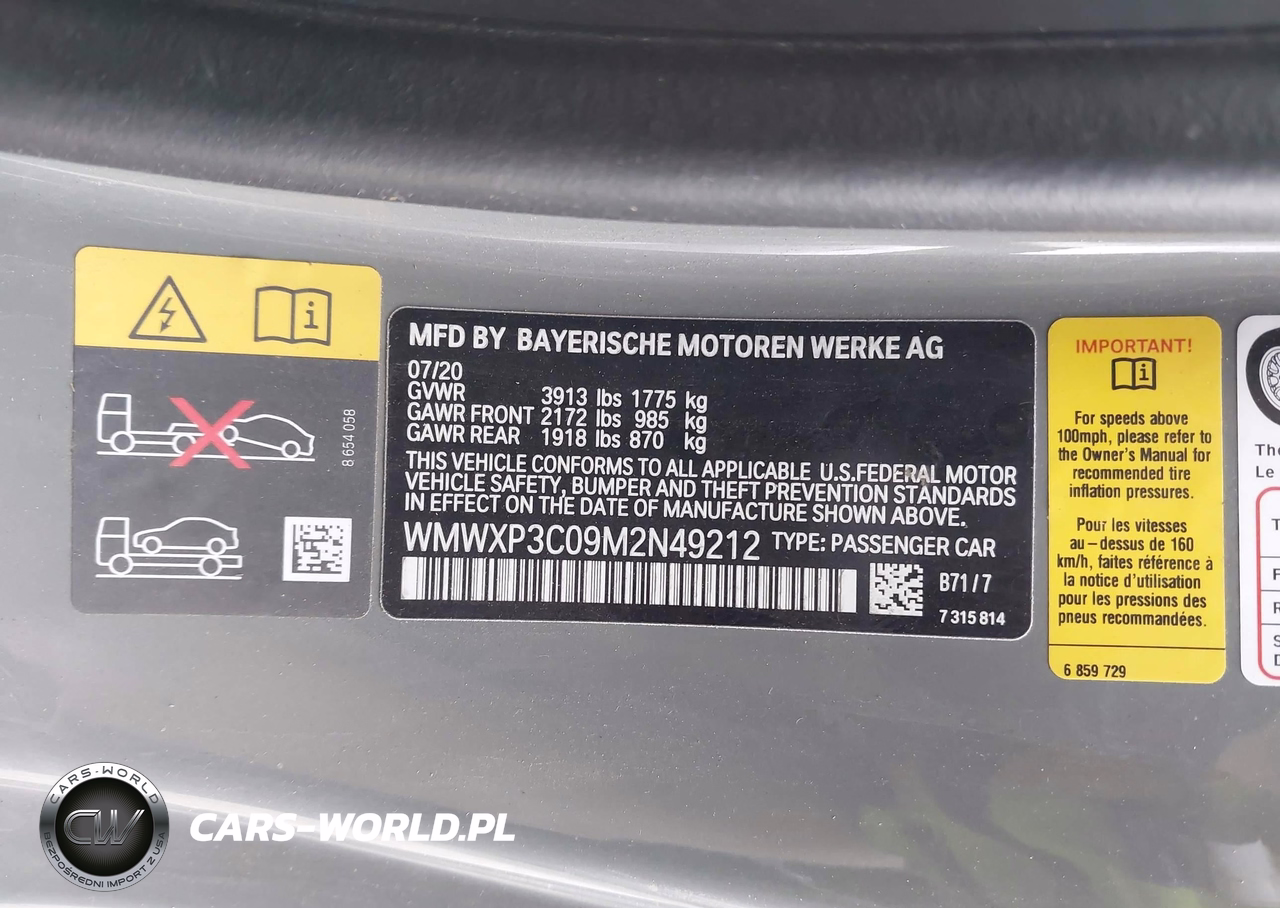 8 654 058
MFD BY BAYERISCHE MOTOREN WERKE AG
07/20
GVWR 3913 lbs 1775 kg
GAWR FRONT 2172 lbs 985 kg
GAWR REAR 1918 lbs 870 kg
THIS VEHICLE CONFORMS TO ALL APPLICABLE U.S.FEDERAL MOTOR
VEHICLE SAFETY, BUMPER AND THEFT PREVENTION STANDARDS
IN EFFECT ON THE DATE OF MANUFACTURE SHOWN ABOVE.
WMWXP3C09M2N49212 TYPE: PASSENGER CAR
B71/7
7 315 814
IMPORTANT!
For speeds above
100mph, please refer to
the Owner's Manual for
recommended tire
inflation pressures.
Pour les vitesses
au-dessus de 160
km/h, faites référence à
la notice d'utilisation
pour les pressions des
pneus recommandées.
6 859 729
Le
CARS-WORLD
CW
BEZPOŚREDNI IMPORT Z USA
CARS-WORLD.PL